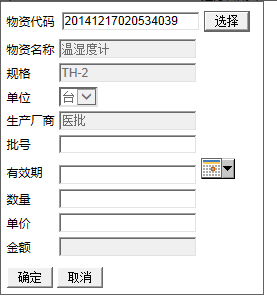 物资代码 20141217020534039 选择
物资名称 温湿度计
规格 TH-2
单位 台
生产厂商 医批
批号
有效期
数量
单价
金额
确定 取消